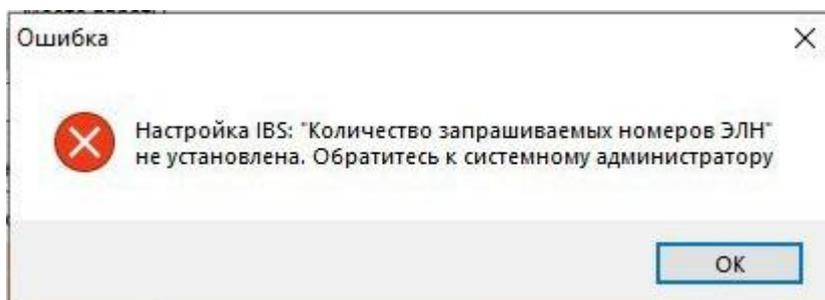 Ошибка
Настройка IBS: "Количество запрашиваемых номеров ЭЛН"
не установлена. Обратитесь к системному администратору
OK